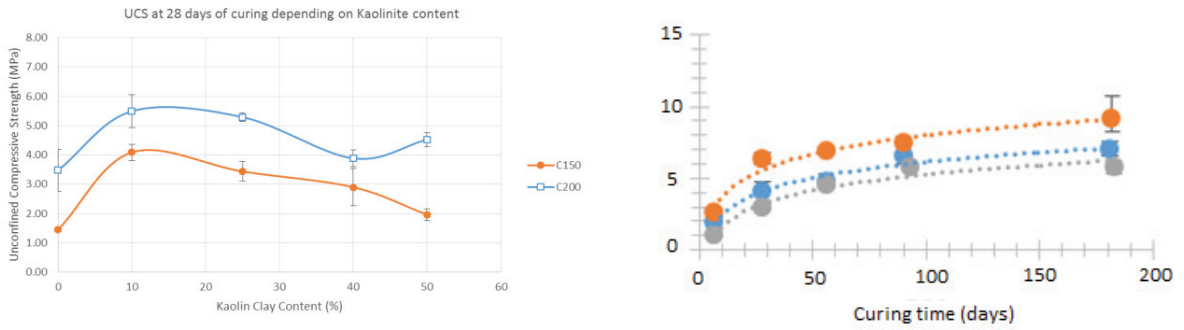 UCS at 28 days of curing depending on Kaolinite content
Unconfined Compressive Strength (MPa)
8.00
7.00
6.00
5.00
4.00
3.00
2.00
1.00
0.00
0 10 20 30 40 50 60
Kaolin Clay Content (%)
C150
C200
15
10
5
0
0 50 100 150 200
Curing time (days)